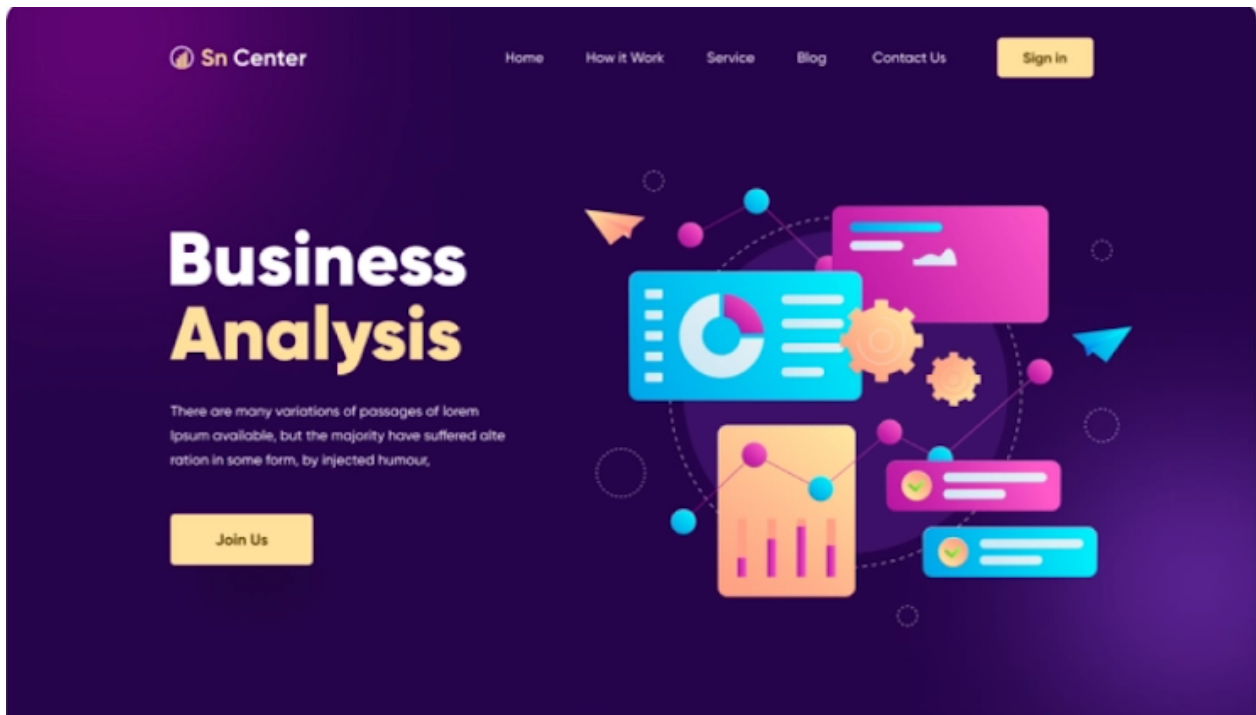 Sn Center
Home
How it Work
Service
Blog
Contact Us
Sign in
Business
Analysis
There are many variations of passages of lorem
Ipsum available, but the majority have suffered alte
ration in some form, by injected humour,
Join Us